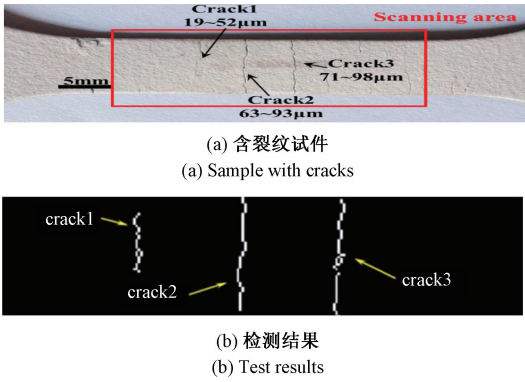 Crack1
19~52μm
Scanning area
Crack3
71~98μm
5mm
Crack2
63~93μm
(a) 含裂纹试件
(a) Sample with cracks
crack1
crack2
crack3
(b) 检测结果
(b) Test results